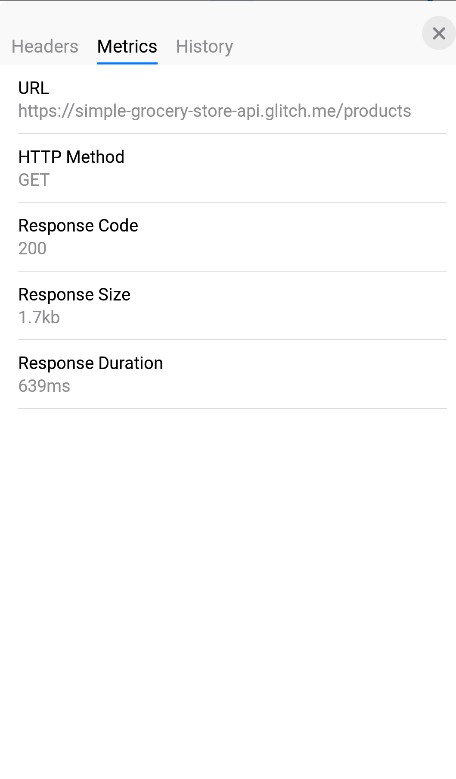 Headers Metrics History
URL
https://simple-grocery-store-api.glitch.me/products
HTTP Method
GET
Response Code
200
Response Size
1.7kb
Response Duration
639ms